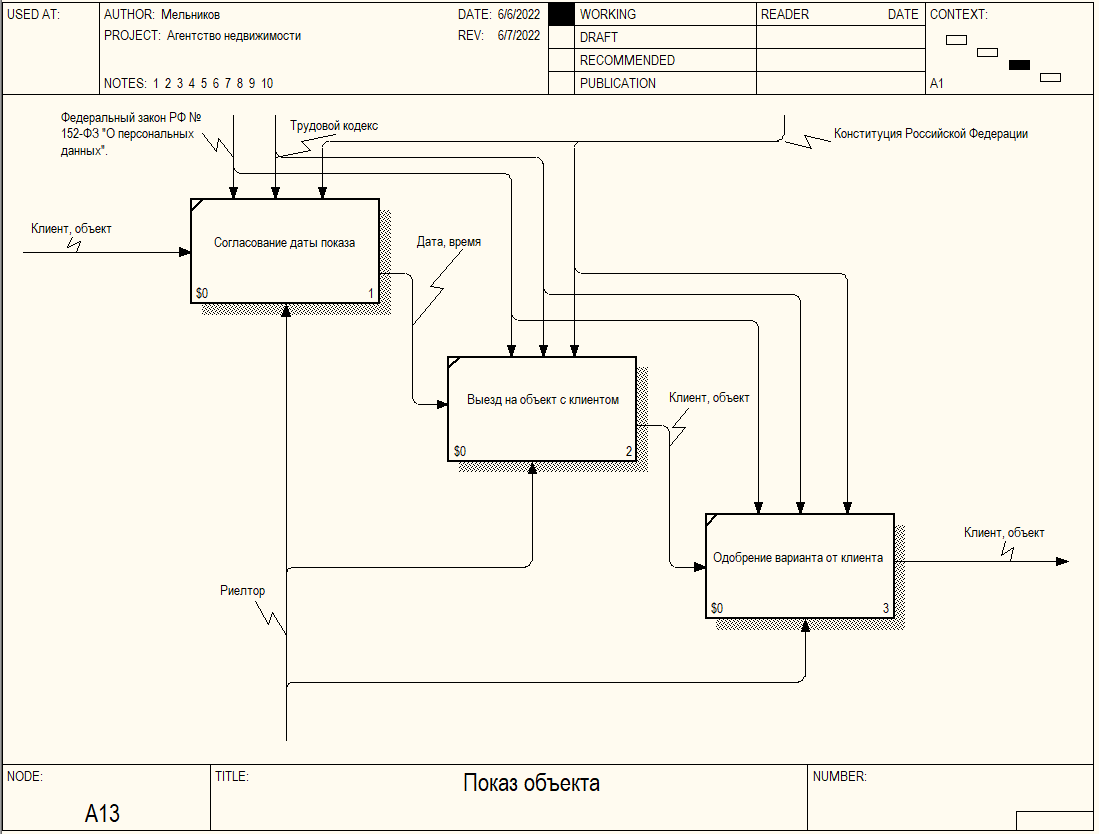 USED AT:
AUTHOR: Мельников
DATE: 6/6/2022
WORKING
READER
DATE
CONTEXT:
PROJECT: Агентство недвижимости
REV: 6/7/2022
DRAFT
RECOMMENDED
NOTES: 1 2 3 4 5 6 7 8 9 10
PUBLICATION
A1
Федеральный закон РФ №
152-ФЗ "О персональных
данных".
Трудовой кодекс
Конституция Российской Федерации
Клиент, объект
Согласование даты показа
$0
1
Дата, время
Выезд на объект с клиентом
$0
2
Клиент, объект
Одобрение варианта от клиента
$0
3
Клиент, объект
Риелтор
NODE:
A13
TITLE:
Показ объекта
NUMBER: